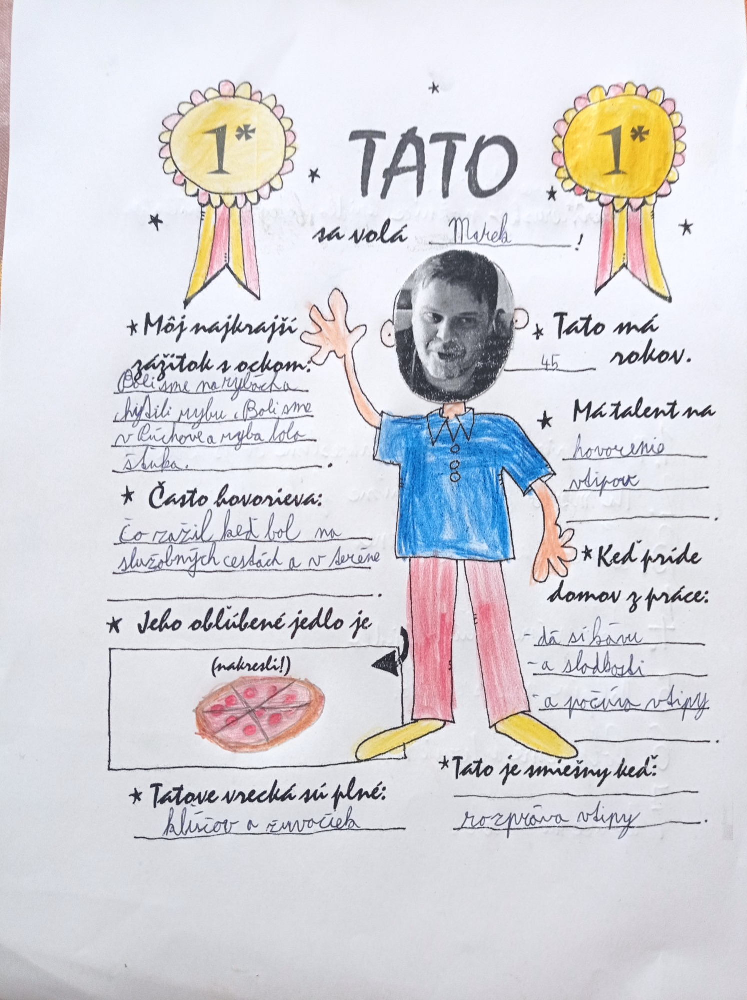 1*
1*
TATO
sa volá Marek !
* Môj najkrajší
zážitok s ockom:
Boli sme na rybách a
chytili rybu. Boli sme
v Púchove a ryba bola
štuka. .
* Často hovorieva:
čo zažil keď bol na
služobných cestách a v teréne
.
* Jeho obľúbené jedlo je
(nakresli!)
* Tatove vrecká sú plné:
kľúčov a žuvačiek
* Tato má
45 rokov.
* Má talent na
hovorenie
vtipov
.
* Keď príde
domov z práce:
- dá si kávu
- a sladkosti
- a počúva vtipy
.
* Tato je smiešny keď:
rozpráva vtipy .